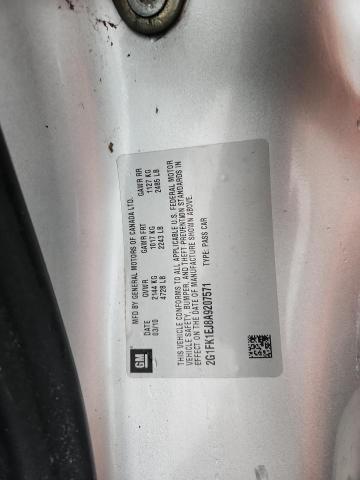 MFD BY GENERAL MOTORS OF CANADA LTD.
DATE GVWR GAWR FRT GAWR RR
03/10 2144 KG 1017 KG 1127 KG
4728 LB 2243 LB 2485 LB
GM
THIS VEHICLE CONFORMS TO ALL APPLICABLE U.S. FEDERAL MOTOR
VEHICLE SAFETY, BUMPER, AND THEFT PREVENTION STANDARDS IN
EFFECT ON THE DATE OF MANUFACTURE SHOWN ABOVE.
2G1FK1EJ8A9207571 TYPE: PASS CAR